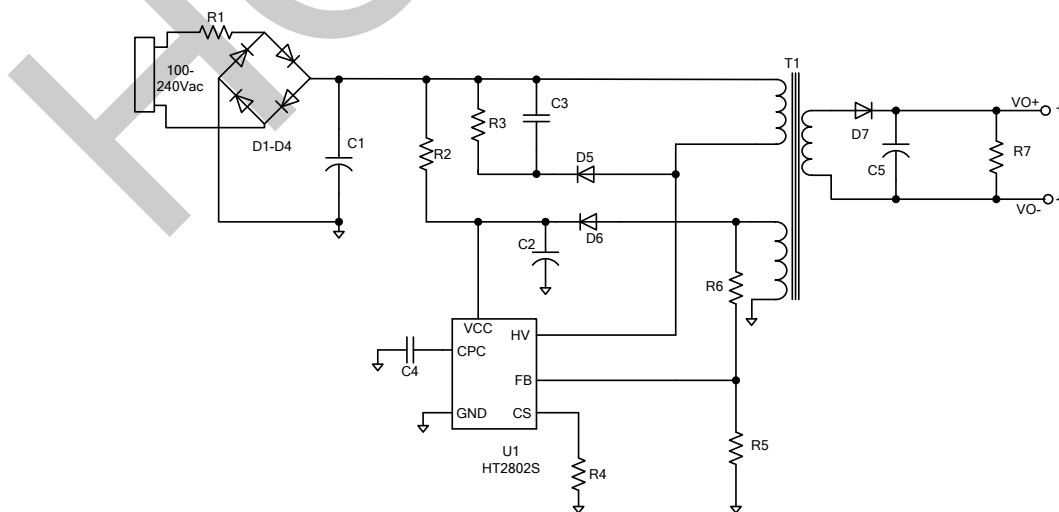 R1
T1
100-
240Vac
C3
VO+
+
R3
D7
D1-D4
C1
R2
D5
C5
R7
VO-
-
C2
D6
R6
VCC
HV
CPC
C4
FB
GND
CS
R5
U1
HT2802S
R4